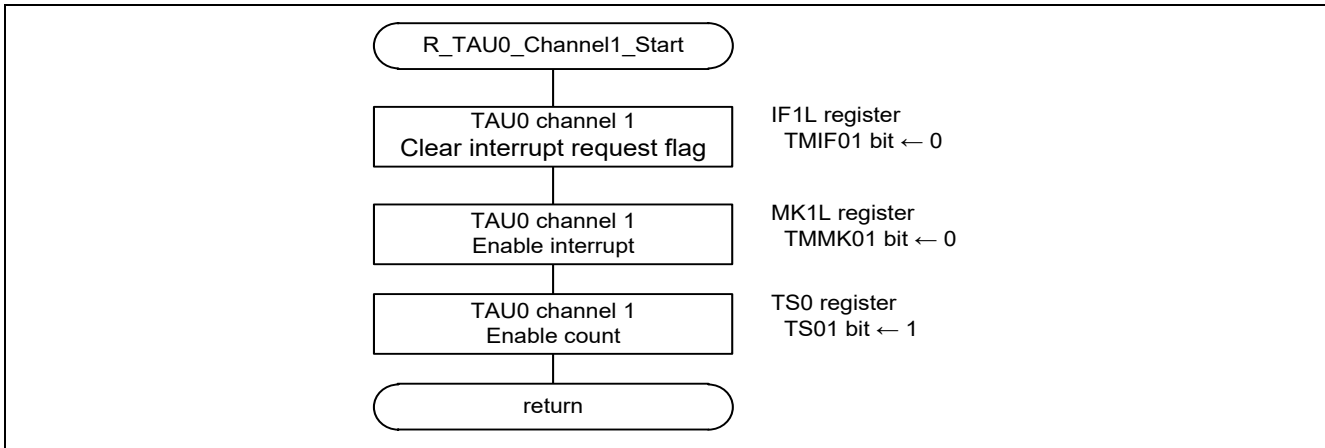 R_TAU0_Channel1_Start
TAU0 channel 1
Clear interrupt request flag
IF1L register
TMIF01 bit ← 0
TAU0 channel 1
Enable interrupt
MK1L register
TMMK01 bit ← 0
TAU0 channel 1
Enable count
TS0 register
TS01 bit ← 1
return